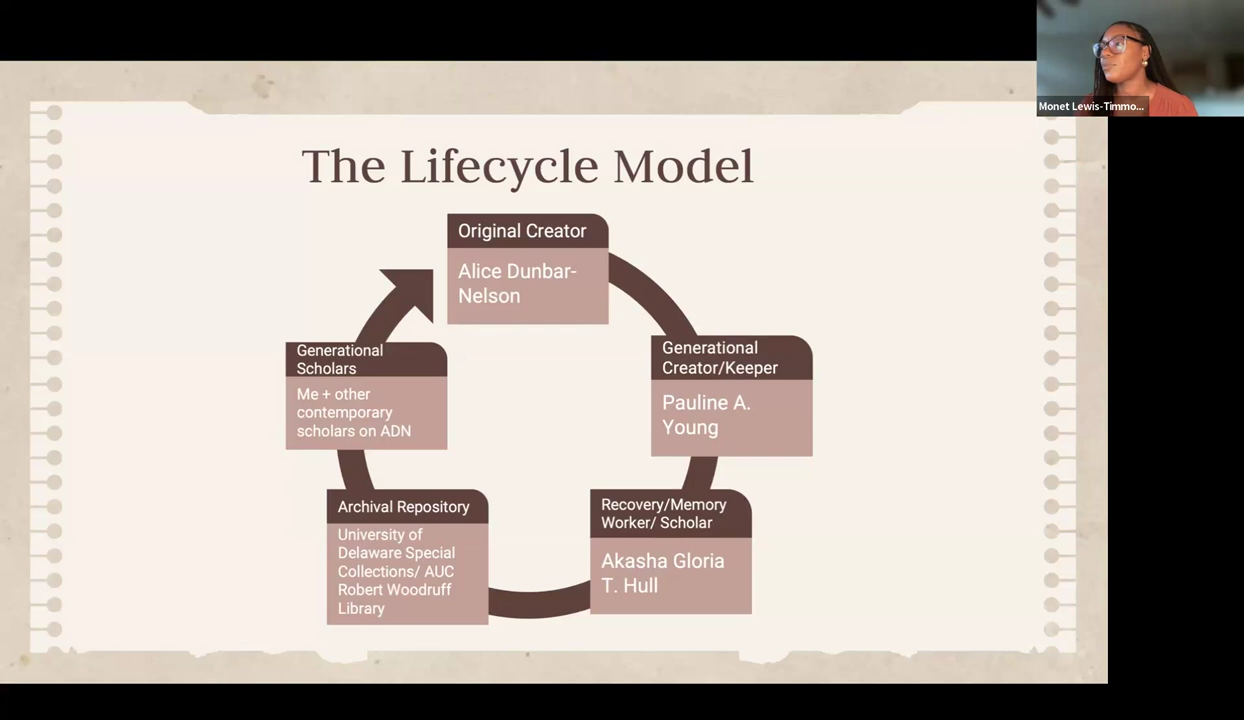 Monet Lewis-Timmo...
The Lifecycle Model
Original Creator
Alice Dunbar-
Nelson
Generational
Creator/Keeper
Pauline A.
Young
Recovery/Memory
Worker/ Scholar
Akasha Gloria
T. Hull
Archival Repository
University of
Delaware Special
Collections/ AUC
Robert Woodruff
Library
Generational
Scholars
Me + other
contemporary
scholars on ADN